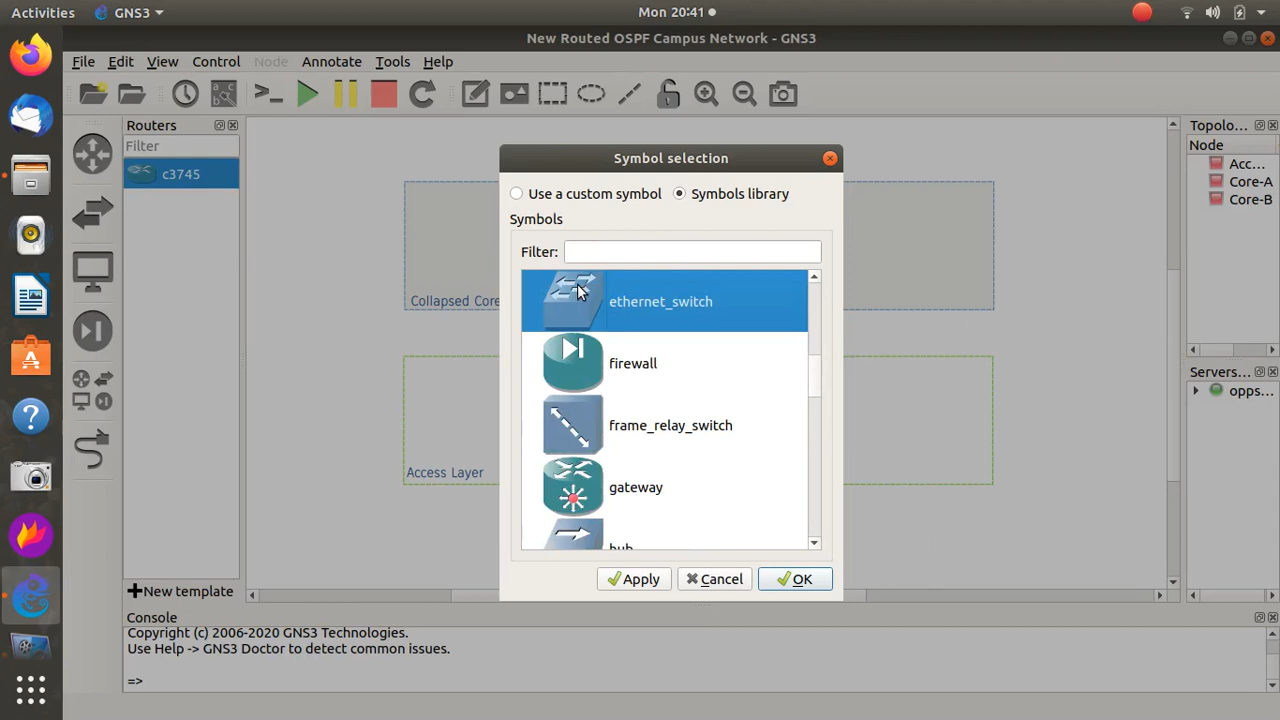 Activities GNS3 Mon 20:41
New Routed OSPF Campus Network - GNS3
File Edit View Control Node Annotate Tools Help
Routers
Filter
c3745
Topolo...
Node
Acc...
Core-A
Core-B
Symbol selection
Use a custom symbol Symbols library
Symbols
Filter:
ethernet_switch
firewall
frame_relay_switch
gateway
hub
Apply Cancel OK
Collapsed Core
Access Layer
Servers...
opps...
New template
Console
Copyright (c) 2006-2020 GNS3 Technologies.
Use Help -> GNS3 Doctor to detect common issues.
=>